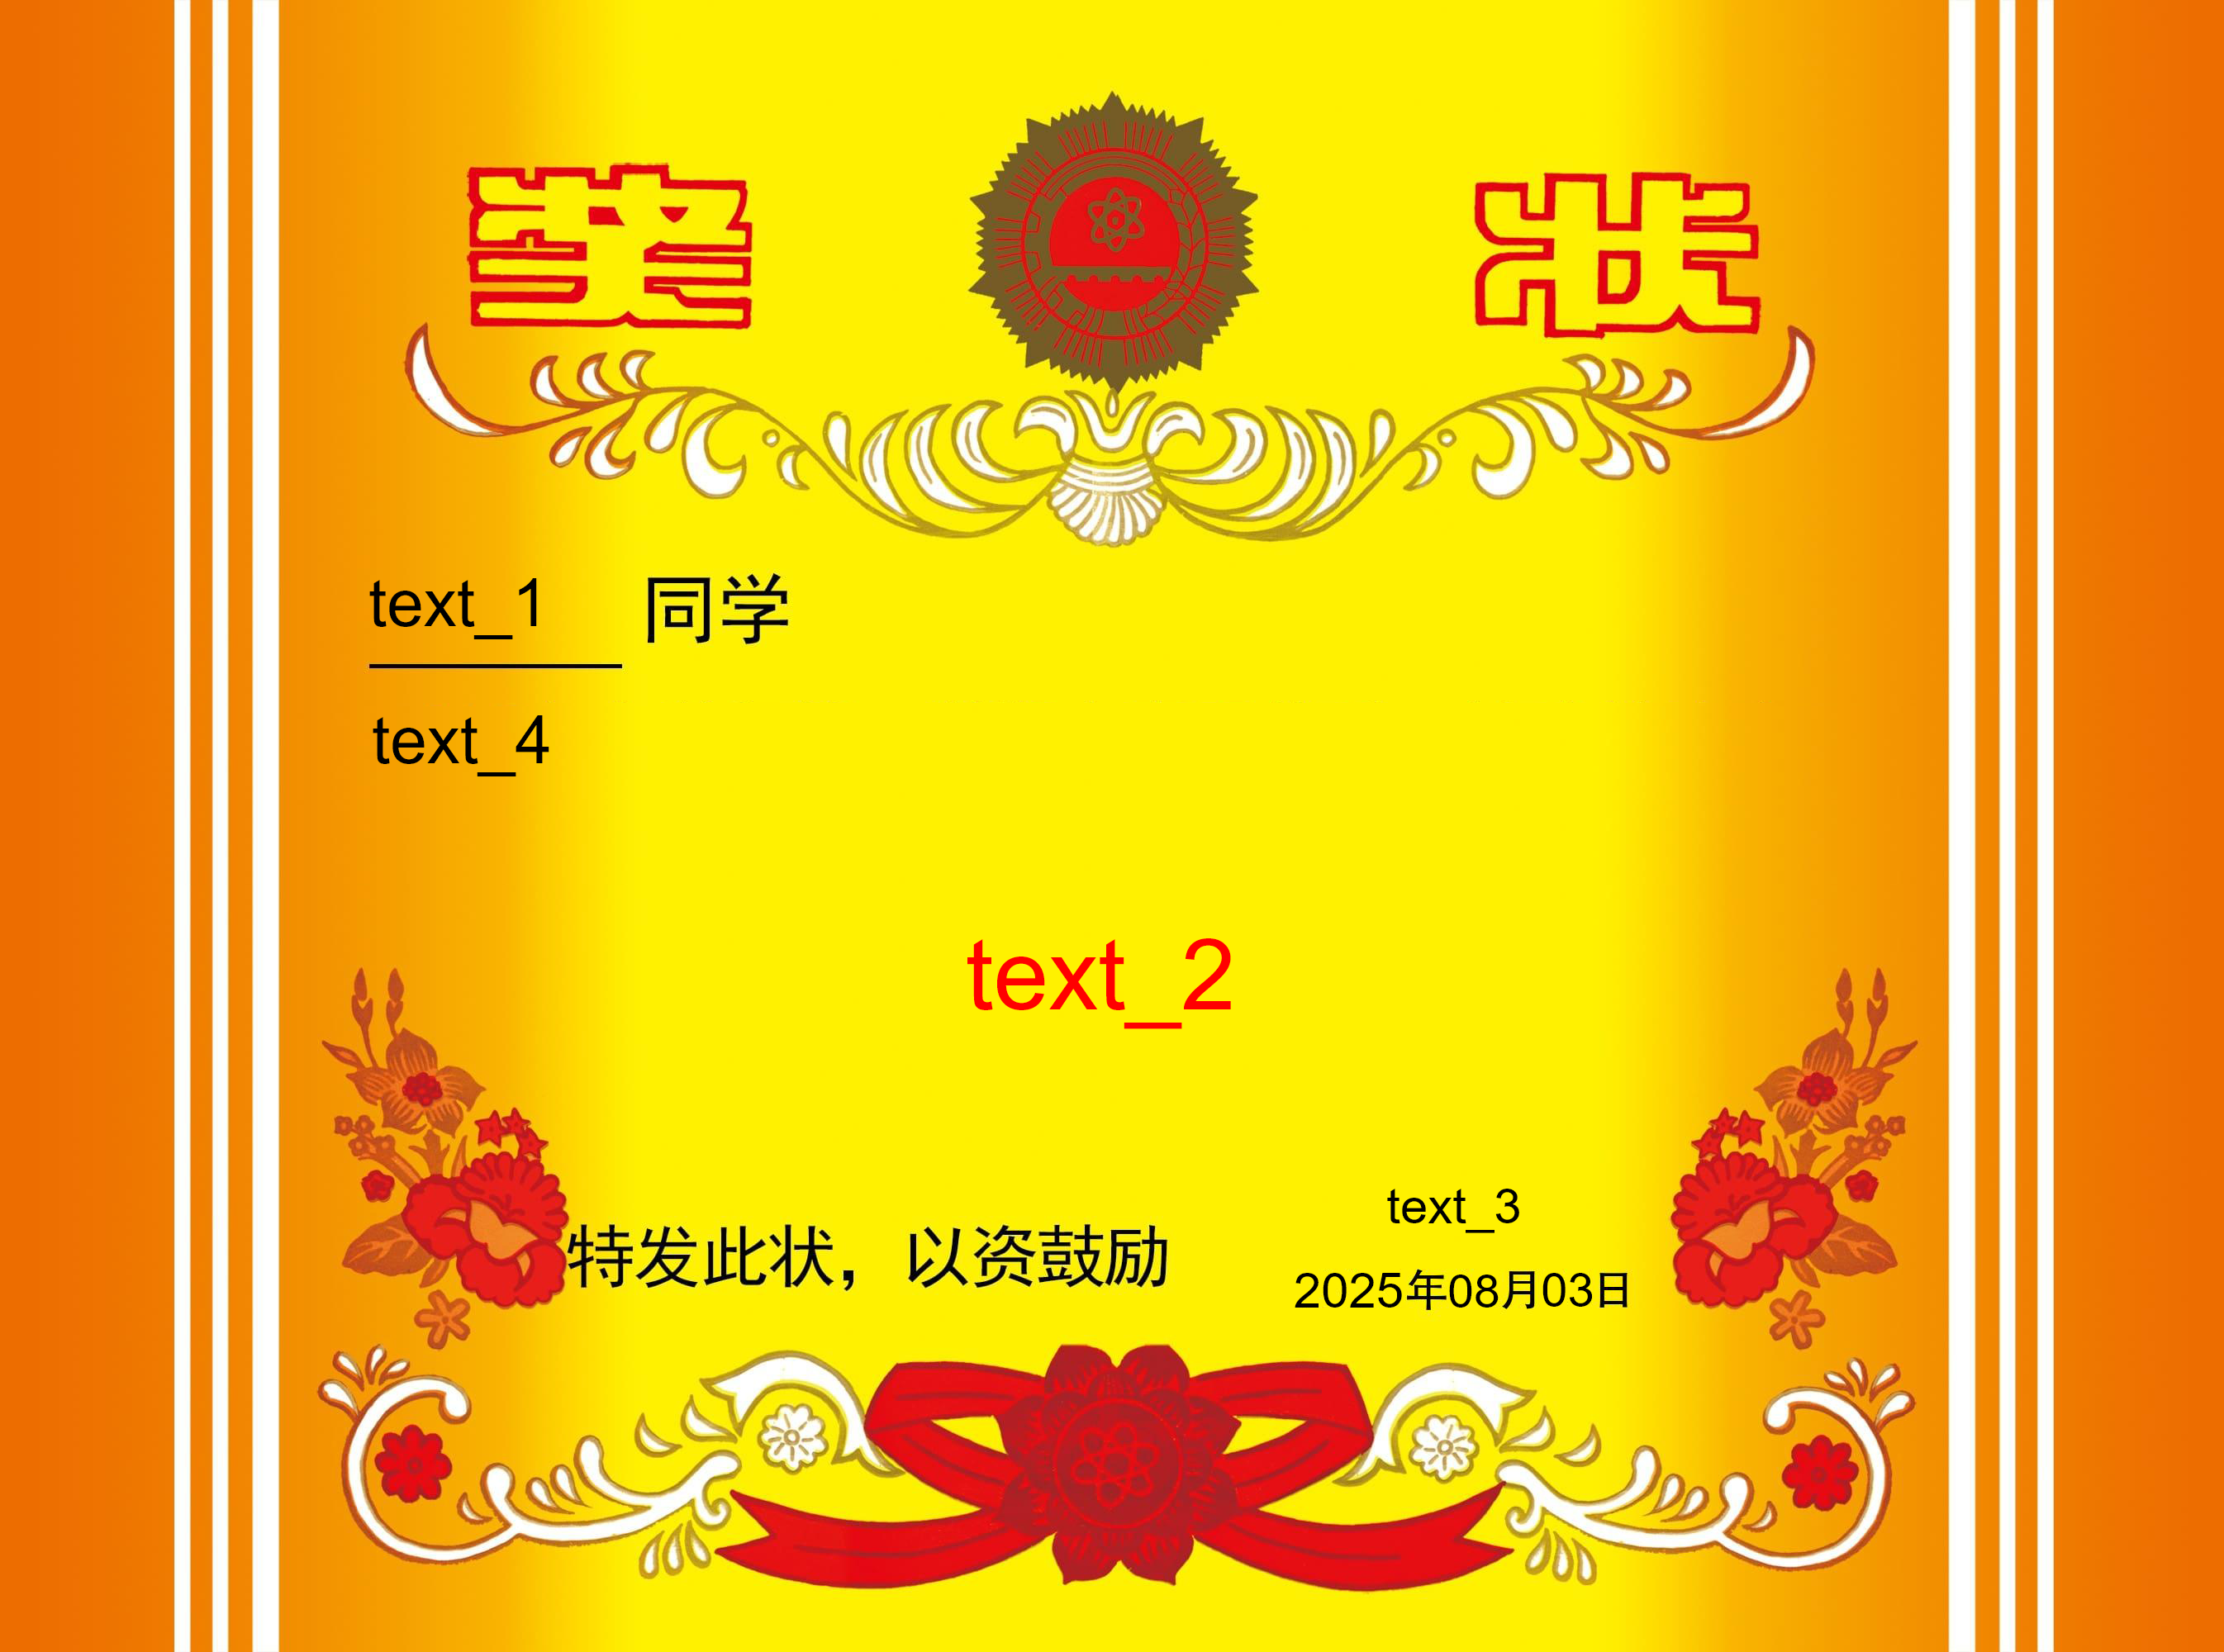 奖 状
text_1 同学
text_4
text_2
text_3
特发此状，以资鼓励
2025年08月03日